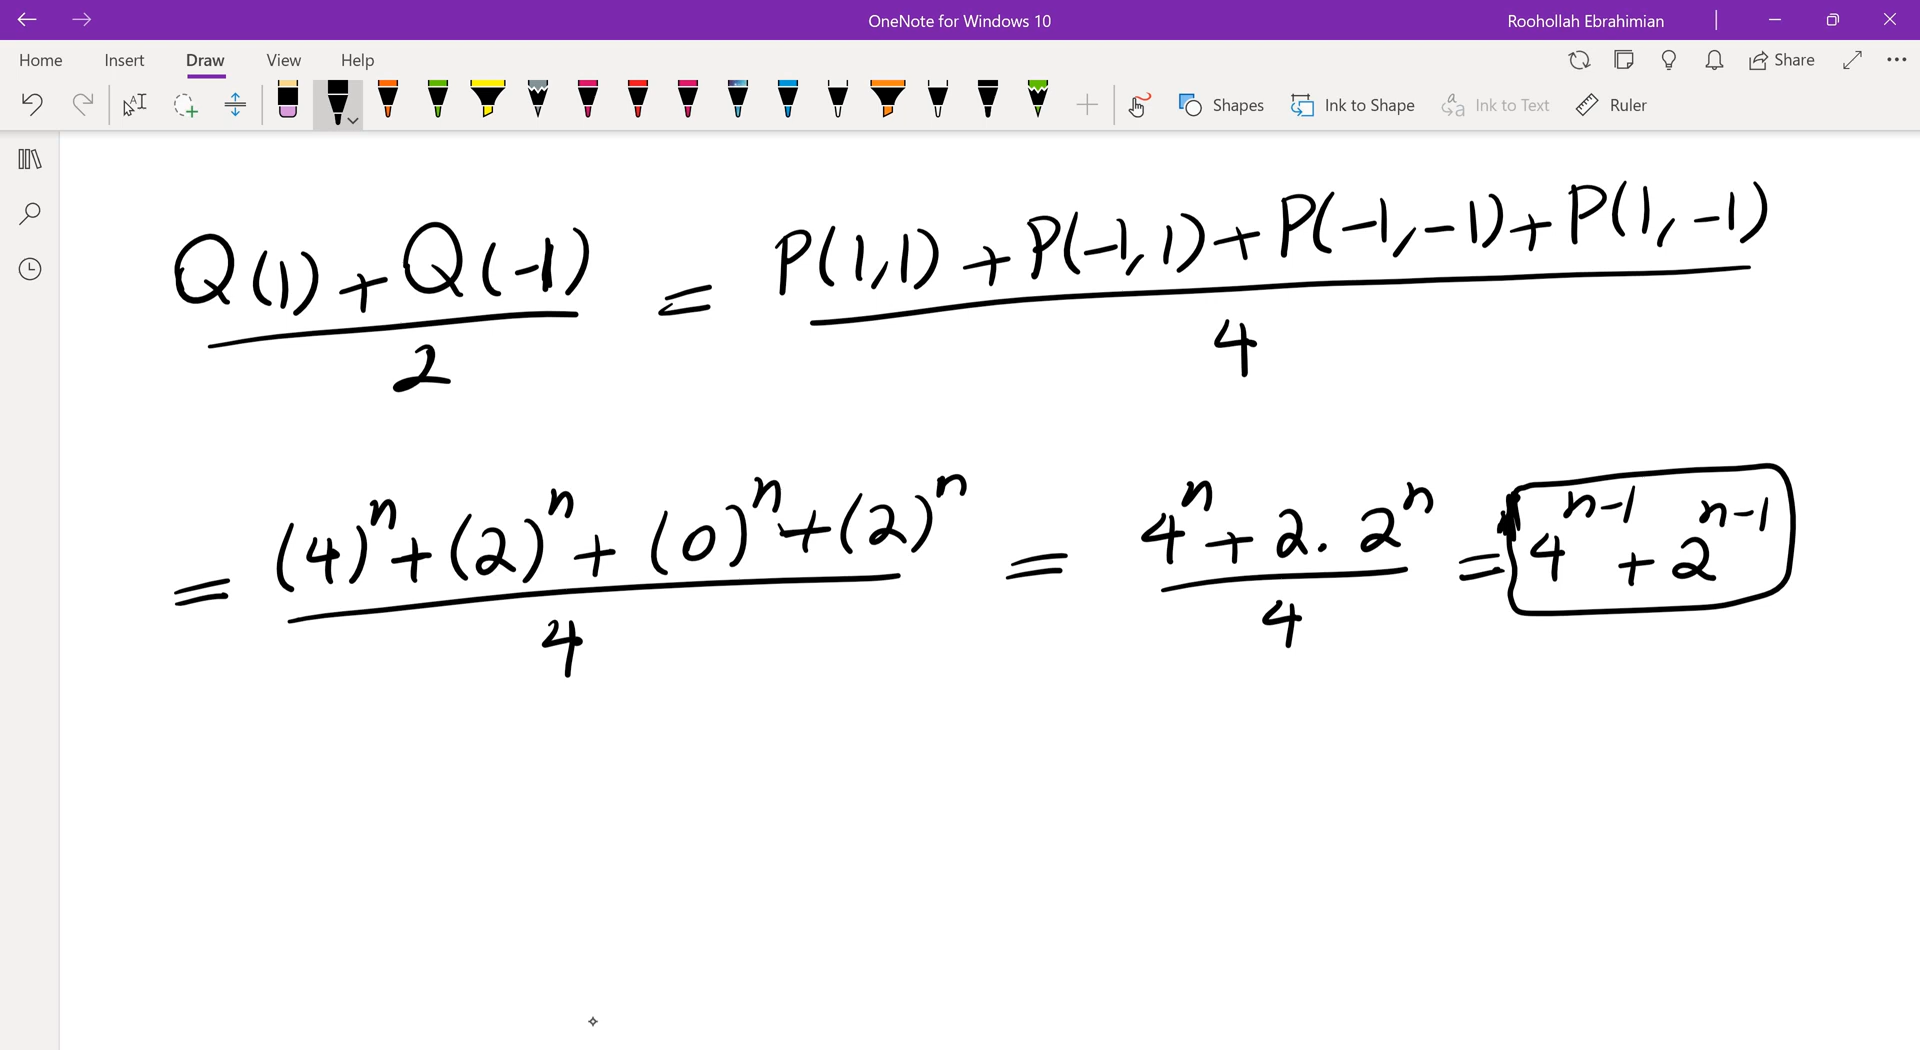 OneNote for Windows 10
Roohollah Ebrahimian
Home Insert Draw View Help
Share
Shapes Ink to Shape Ink to Text Ruler
(Q(1) + Q(-1))/2 = (P(1,1) + P(-1,1) + P(-1,-1) + P(1,-1))/4
= ((4)^n + (2)^n + (0)^n + (2)^n)/4 = (4^n + 2 · 2^n)/4 = 4^(n-1) + 2^(n-1)